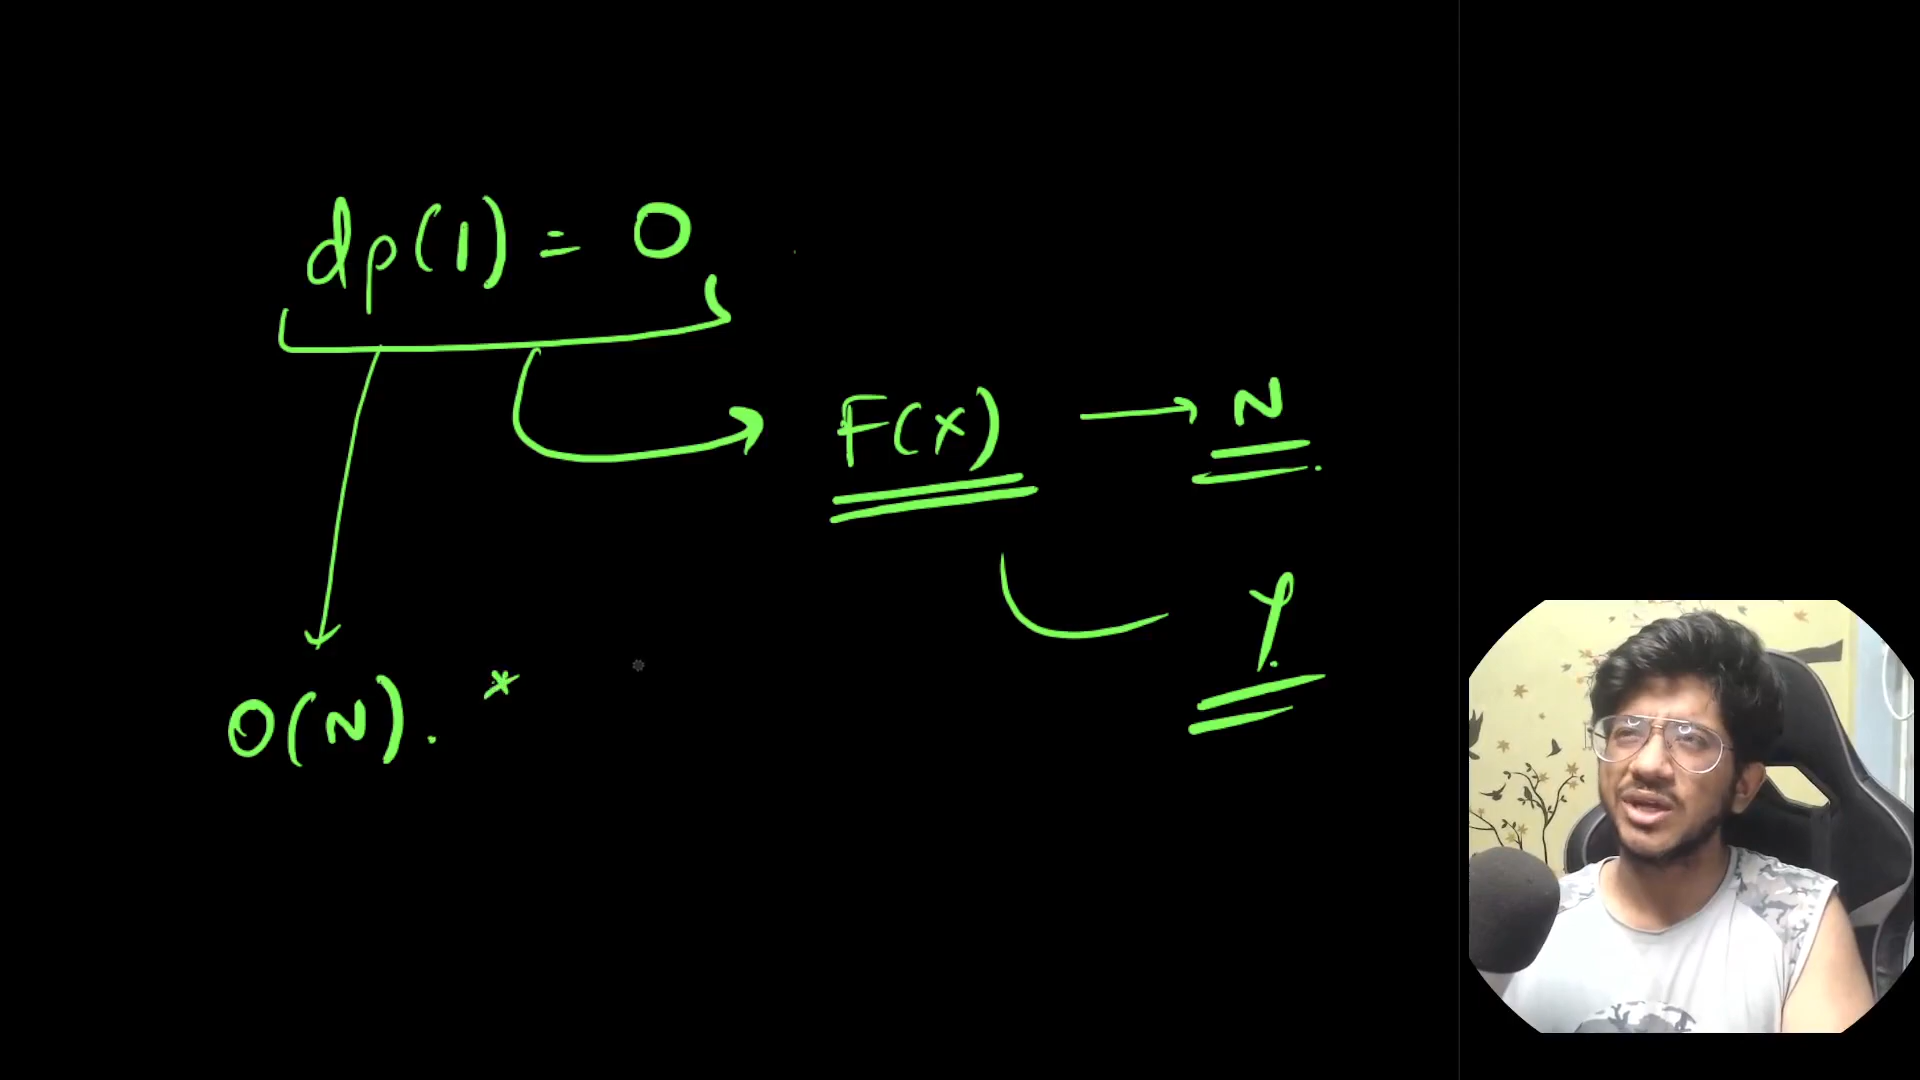 dp(1) = 0
F(x) → N
Y
O(N). *